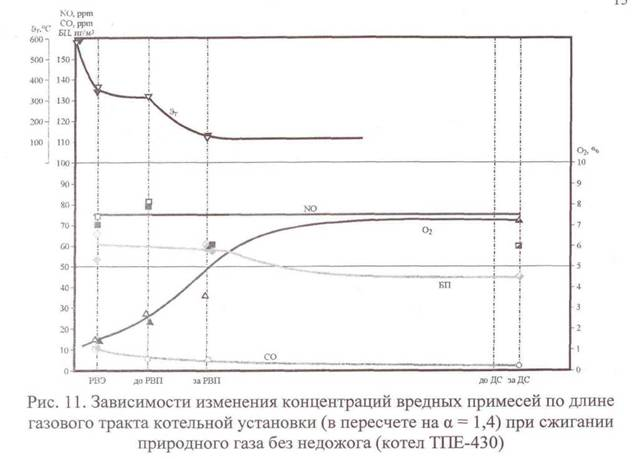 15
NO, ppm
CO, ppm
БП, нг/м³
Эт, °C
600
500
400
300
200
100
150
140
130
120
110
100
90
80
70
60
50
40
30
20
10
0
O₂, %
10
9
8
7
6
5
4
3
2
1
0
Эт
NO
O₂
БП
CO
РВЭ
до РВП
за РВП
до ДС
за ДС
Рис. 11. Зависимости изменения концентраций вредных примесей по длине
газового тракта котельной установки (в пересчете на α = 1,4) при сжигании
природного газа без недожога (котел ТПЕ-430)